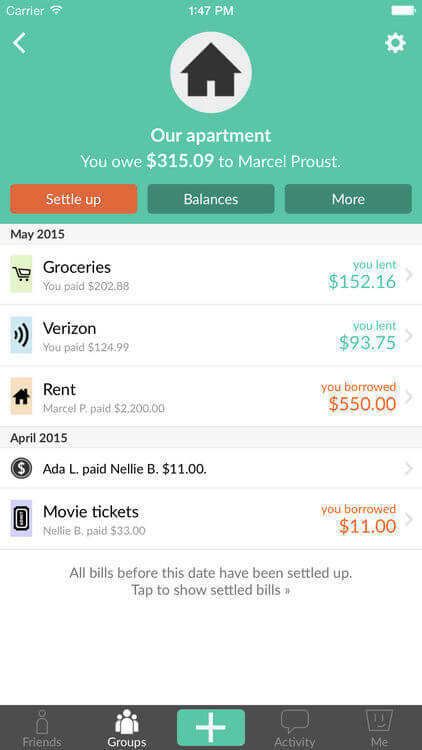 Carrier 1:47 PM
Our apartment
You owe $315.09 to Marcel Proust.
Settle up Balances More
May 2015
Groceries you lent
You paid $202.88 $152.16
Verizon you lent
You paid $124.99 $93.75
Rent you borrowed
Marcel P. paid $2,200.00 $550.00
April 2015
$ Ada L. paid Nellie B. $11.00.
Movie tickets you borrowed
Nellie B. paid $33.00 $11.00
All bills before this date have been settled up.
Tap to show settled bills »
Friends Groups Activity Me